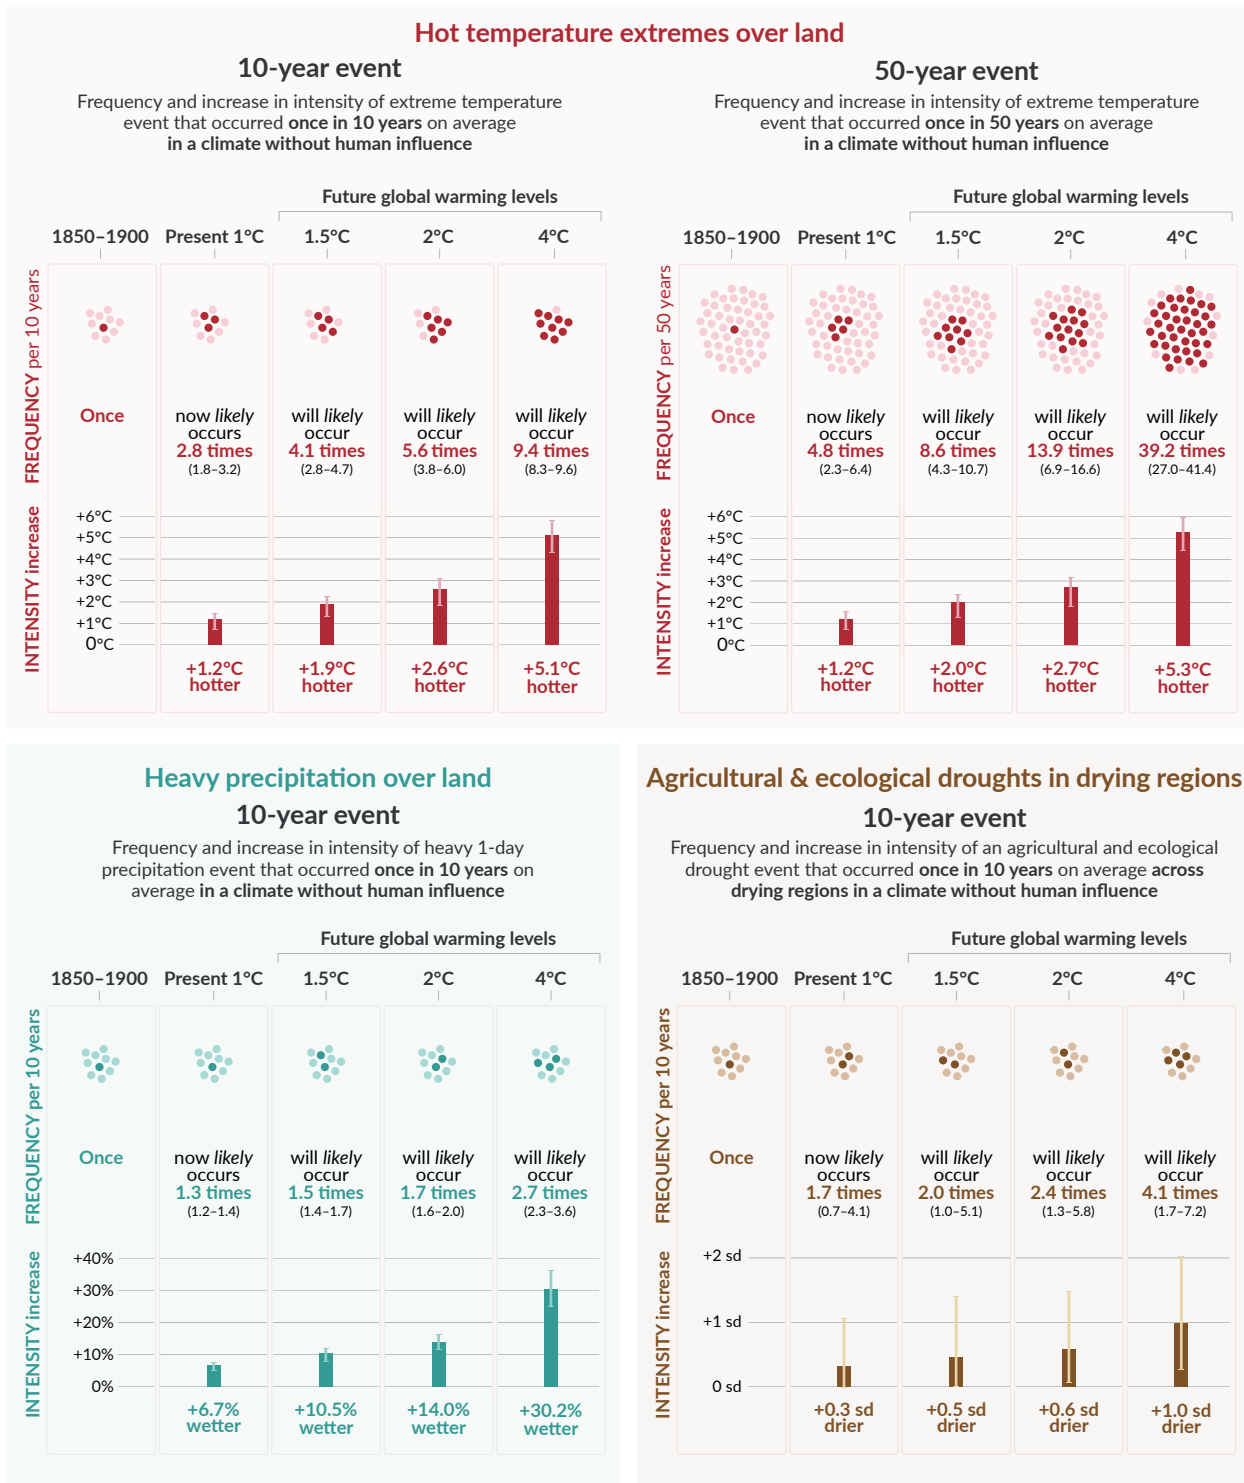 Hot temperature extremes over land
10-year event
Frequency and increase in intensity of extreme temperature
event that occurred once in 10 years on average
in a climate without human influence
Future global warming levels
1850–1900 Present 1°C 1.5°C 2°C 4°C
FREQUENCY per 10 years
Once
now likely
occurs
2.8 times
(1.8–3.2)
will likely
occur
4.1 times
(2.8–4.7)
will likely
occur
5.6 times
(3.8–6.0)
will likely
occur
9.4 times
(8.3–9.6)
INTENSITY increase
+6°C
+5°C
+4°C
+3°C
+2°C
+1°C
0°C
+1.2°C
hotter
+1.9°C
hotter
+2.6°C
hotter
+5.1°C
hotter
50-year event
Frequency and increase in intensity of extreme temperature
event that occurred once in 50 years on average
in a climate without human influence
Future global warming levels
1850–1900 Present 1°C 1.5°C 2°C 4°C
FREQUENCY per 50 years
Once
now likely
occurs
4.8 times
(2.3–6.4)
will likely
occur
8.6 times
(4.3–10.7)
will likely
occur
13.9 times
(6.9–16.6)
will likely
occur
39.2 times
(27.0–41.4)
INTENSITY increase
+6°C
+5°C
+4°C
+3°C
+2°C
+1°C
0°C
+1.2°C
hotter
+2.0°C
hotter
+2.7°C
hotter
+5.3°C
hotter
Heavy precipitation over land
10-year event
Frequency and increase in intensity of heavy 1-day
precipitation event that occurred once in 10 years on
average in a climate without human influence
Future global warming levels
1850–1900 Present 1°C 1.5°C 2°C 4°C
FREQUENCY per 10 years
Once
now likely
occurs
1.3 times
(1.2–1.4)
will likely
occur
1.5 times
(1.4–1.7)
will likely
occur
1.7 times
(1.6–2.0)
will likely
occur
2.7 times
(2.3–3.6)
INTENSITY increase
+40%
+30%
+20%
+10%
0%
+6.7%
wetter
+10.5%
wetter
+14.0%
wetter
+30.2%
wetter
Agricultural & ecological droughts in drying regions
10-year event
Frequency and increase in intensity of an agricultural and ecological
drought event that occurred once in 10 years on average across
drying regions in a climate without human influence
Future global warming levels
1850–1900 Present 1°C 1.5°C 2°C 4°C
FREQUENCY per 10 years
Once
now likely
occurs
1.7 times
(0.7–4.1)
will likely
occur
2.0 times
(1.0–5.1)
will likely
occur
2.4 times
(1.3–5.8)
will likely
occur
4.1 times
(1.7–7.2)
INTENSITY increase
+2 sd
+1 sd
0 sd
+0.3 sd
drier
+0.5 sd
drier
+0.6 sd
drier
+1.0 sd
drier